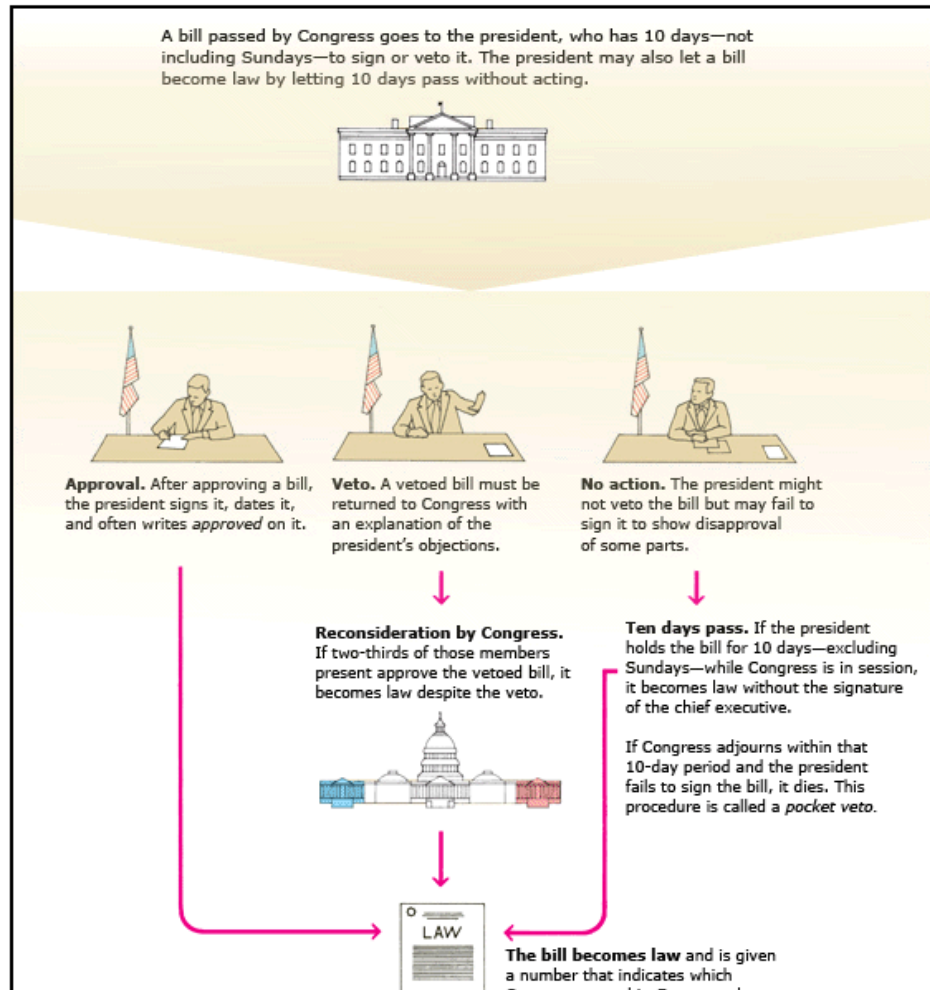 A bill passed by Congress goes to the president, who has 10 days—not
including Sundays—to sign or veto it. The president may also let a bill
become law by letting 10 days pass without acting.
Approval. After approving a bill,
the president signs it, dates it,
and often writes approved on it.
Veto. A vetoed bill must be
returned to Congress with
an explanation of the
president's objections.
No action. The president might
not veto the bill but may fail to
sign it to show disapproval
of some parts.
Reconsideration by Congress.
If two-thirds of those members
present approve the vetoed bill, it
becomes law despite the veto.
Ten days pass. If the president
holds the bill for 10 days—excluding
Sundays—while Congress is in session,
it becomes law without the signature
of the chief executive.
If Congress adjourns within that
10-day period and the president
fails to sign the bill, it dies. This
procedure is called a pocket veto.
LAW
The bill becomes law and is given
a number that indicates which